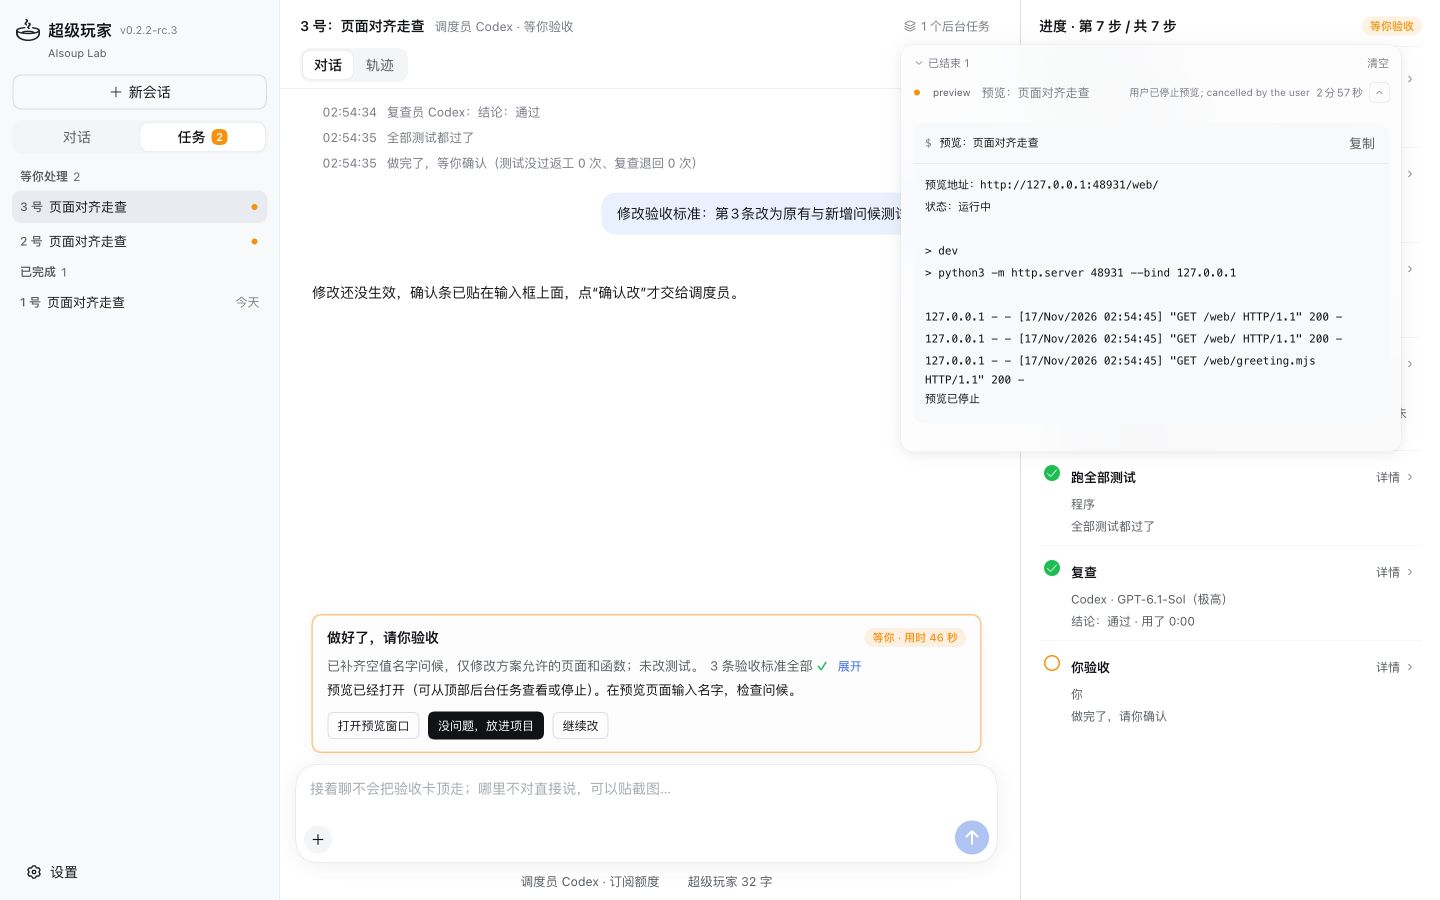 超级玩家 v0.2.2-rc.3
AIsoup Lab
新会话
对话
任务 2
等你处理 2
3 号 页面对齐走查
2 号 页面对齐走查
已完成 1
1 号 页面对齐走查 今天
设置
3 号：页面对齐走查 调度员 Codex · 等你验收
1 个后台任务
对话
轨迹
02:54:34 复查员 Codex：结论：通过
02:54:35 全部测试都过了
02:54:35 做完了，等你确认（测试没过返工 0 次、复查退回 0 次）
修改验收标准：第3条改为原有与新增问候测
修改还没生效，确认条已贴在输入框上面，点“确认改”才交给调度员。
做好了，请你验收
等你 · 用时 46 秒
已补齐空值名字问候，仅修改方案允许的页面和函数；未改测试。 3 条验收标准全部 ✓ 展开
预览已经打开（可从顶部后台任务查看或停止）。在预览页面输入名字，检查问候。
打开预览窗口
没问题，放进项目
继续改
接着聊不会把验收卡顶走；哪里不对直接说，可以贴截图...
调度员 Codex · 订阅额度 超级玩家 32 字
进度 · 第 7 步 / 共 7 步
等你验收
已结束 1
清空
preview 预览：页面对齐走查 用户已停止预览; cancelled by the user 2分57秒
$ 预览：页面对齐走查
复制
预览地址：http://127.0.0.1:48931/web/
状态：运行中
> dev
> python3 -m http.server 48931 --bind 127.0.0.1
127.0.0.1 - - [17/Nov/2026 02:54:45] "GET /web/ HTTP/1.1" 200 -
127.0.0.1 - - [17/Nov/2026 02:54:45] "GET /web/ HTTP/1.1" 200 -
127.0.0.1 - - [17/Nov/2026 02:54:45] "GET /web/greeting.mjs
HTTP/1.1" 200 -
预览已停止
跑全部测试 详情
程序
全部测试都过了
复查 详情
Codex · GPT-6.1-Sol（极高）
结论：通过 · 用了 0:00
你验收 详情
你
做完了，请你确认